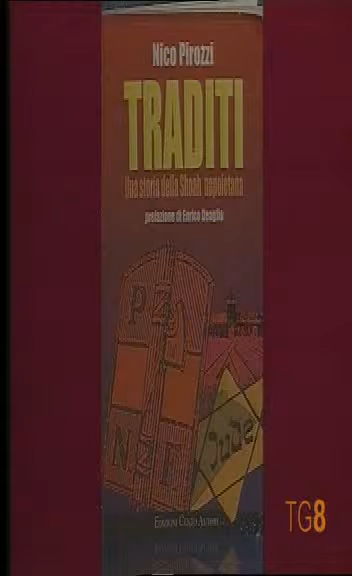 Nico Pirozzi
TRADITI
Una storia della Shoah napoletana
prefazione di Enrico Deaglio
Jude
EDIZIONI CENTO AUTORI
TG8